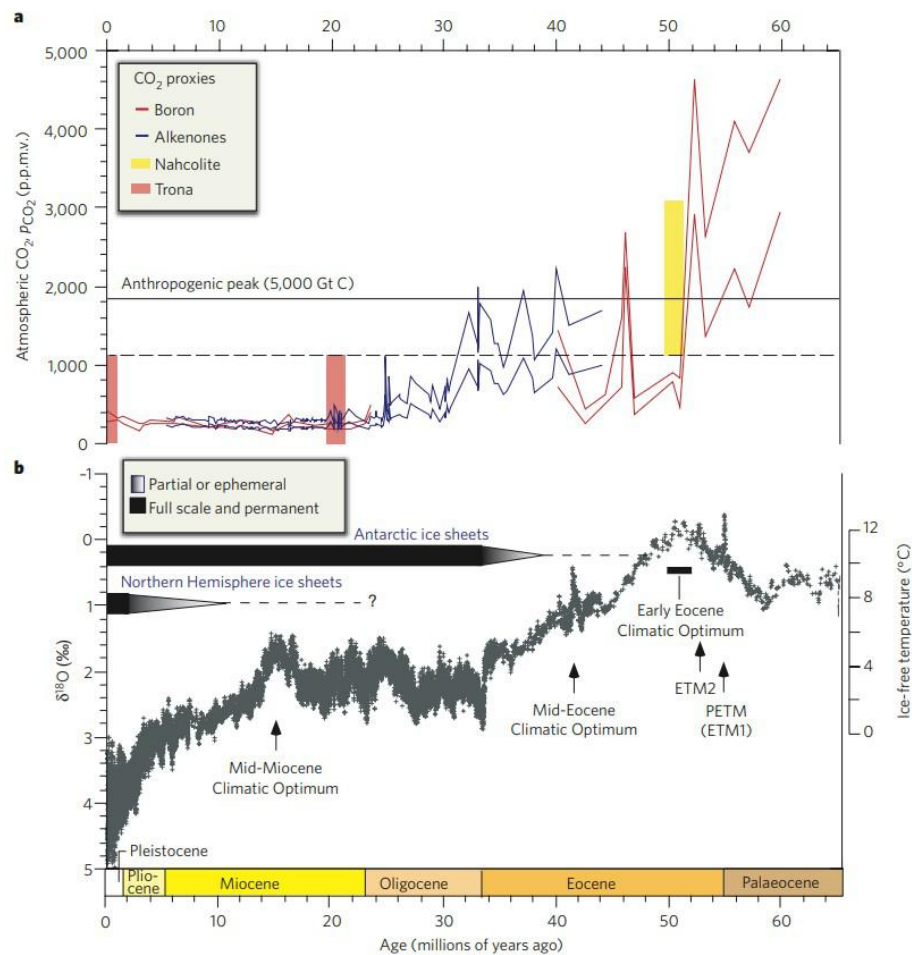 a
0 10 20 30 40 50 60
5,000
4,000
3,000
2,000
1,000
0
Atmospheric CO₂, pCO₂ (p.p.m.v.)
CO₂ proxies
Boron
Alkenones
Nahcolite
Trona
Anthropogenic peak (5,000 Gt C)
b
-1
0
1
2
3
4
5
δ¹⁸O (‰)
Partial or ephemeral
Full scale and permanent
Antarctic ice sheets
Northern Hemisphere ice sheets
?
12
8
4
0
Ice-free temperature (°C)
Early Eocene
Climatic Optimum
ETM2
PETM
(ETM1)
Mid-Eocene
Climatic Optimum
Mid-Miocene
Climatic Optimum
Pleistocene
Plio-
cene
Miocene
Oligocene
Eocene
Palaeocene
0 10 20 30 40 50 60
Age (millions of years ago)